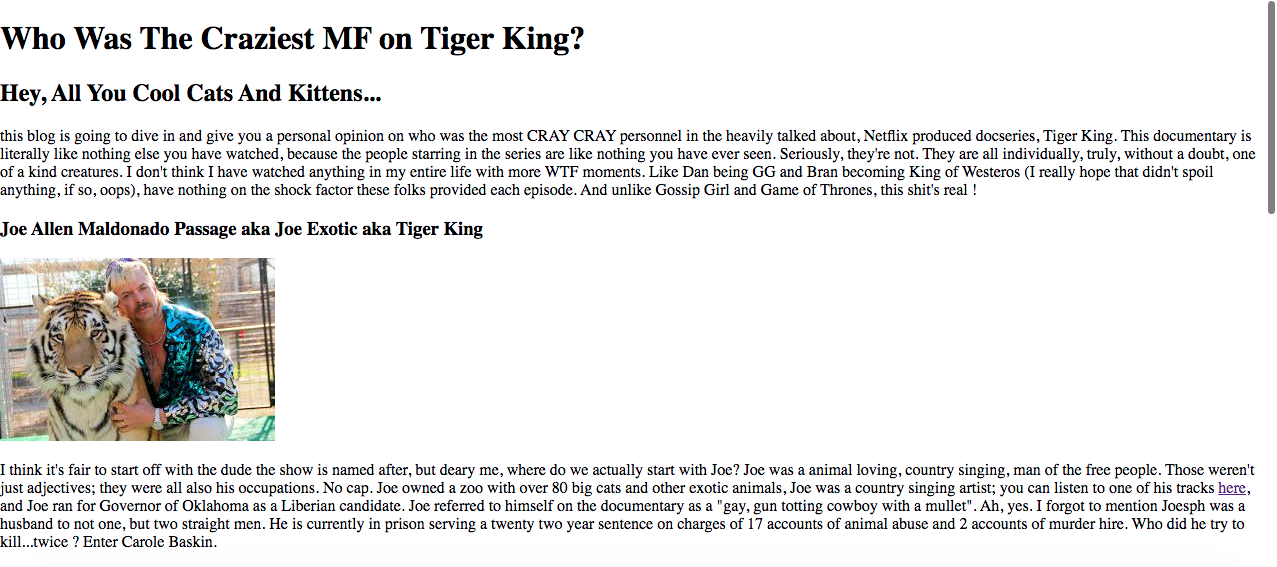 Who Was The Craziest MF on Tiger King?
Hey, All You Cool Cats And Kittens...
this blog is going to dive in and give you a personal opinion on who was the most CRAY CRAY personnel in the heavily talked about, Netflix produced docseries, Tiger King. This documentary is
literally like nothing else you have watched, because the people starring in the series are like nothing you have ever seen. Seriously, they're not. They are all individually, truly, without a doubt, one
of a kind creatures. I don't think I have watched anything in my entire life with more WTF moments. Like Dan being GG and Bran becoming King of Westeros (I really hope that didn't spoil
anything, if so, oops), have nothing on the shock factor these folks provided each episode. And unlike Gossip Girl and Game of Thrones, this shit's real !
Joe Allen Maldonado Passage aka Joe Exotic aka Tiger King
I think it's fair to start off with the dude the show is named after, but deary me, where do we actually start with Joe? Joe was a animal loving, country singing, man of the free people. Those weren't
just adjectives; they were all also his occupations. No cap. Joe owned a zoo with over 80 big cats and other exotic animals, Joe was a country singing artist; you can listen to one of his tracks here,
and Joe ran for Governor of Oklahoma as a Liberian candidate. Joe referred to himself on the documentary as a "gay, gun totting cowboy with a mullet". Ah, yes. I forgot to mention Joesph was a
husband to not one, but two straight men. He is currently in prison serving a twenty two year sentence on charges of 17 accounts of animal abuse and 2 accounts of murder hire. Who did he try to
kill...twice ? Enter Carole Baskin.